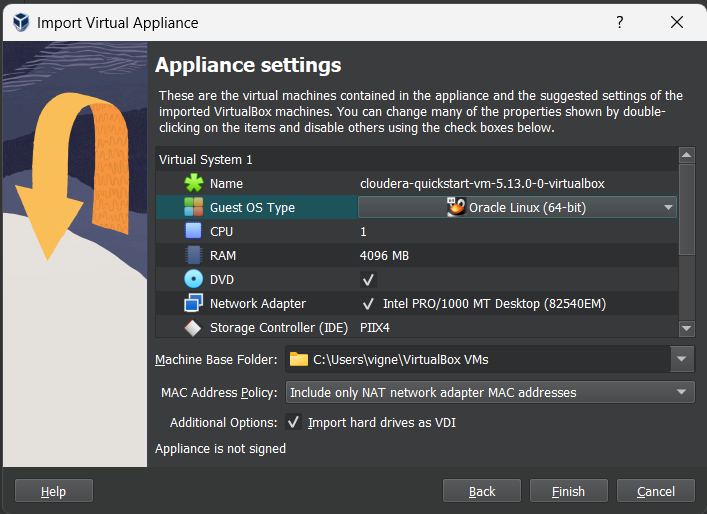 Import Virtual Appliance
?
Appliance settings
These are the virtual machines contained in the appliance and the suggested settings of the
imported VirtualBox machines. You can change many of the properties shown by double-
clicking on the items and disable others using the check boxes below.
Virtual System 1
Name cloudera-quickstart-vm-5.13.0-0-virtualbox
Guest OS Type Oracle Linux (64-bit)
CPU 1
RAM 4096 MB
DVD
Network Adapter Intel PRO/1000 MT Desktop (82540EM)
Storage Controller (IDE) PIIX4
Machine Base Folder: C:\Users\vigne\VirtualBox VMs
MAC Address Policy: Include only NAT network adapter MAC addresses
Additional Options: Import hard drives as VDI
Appliance is not signed
Help Back Finish Cancel